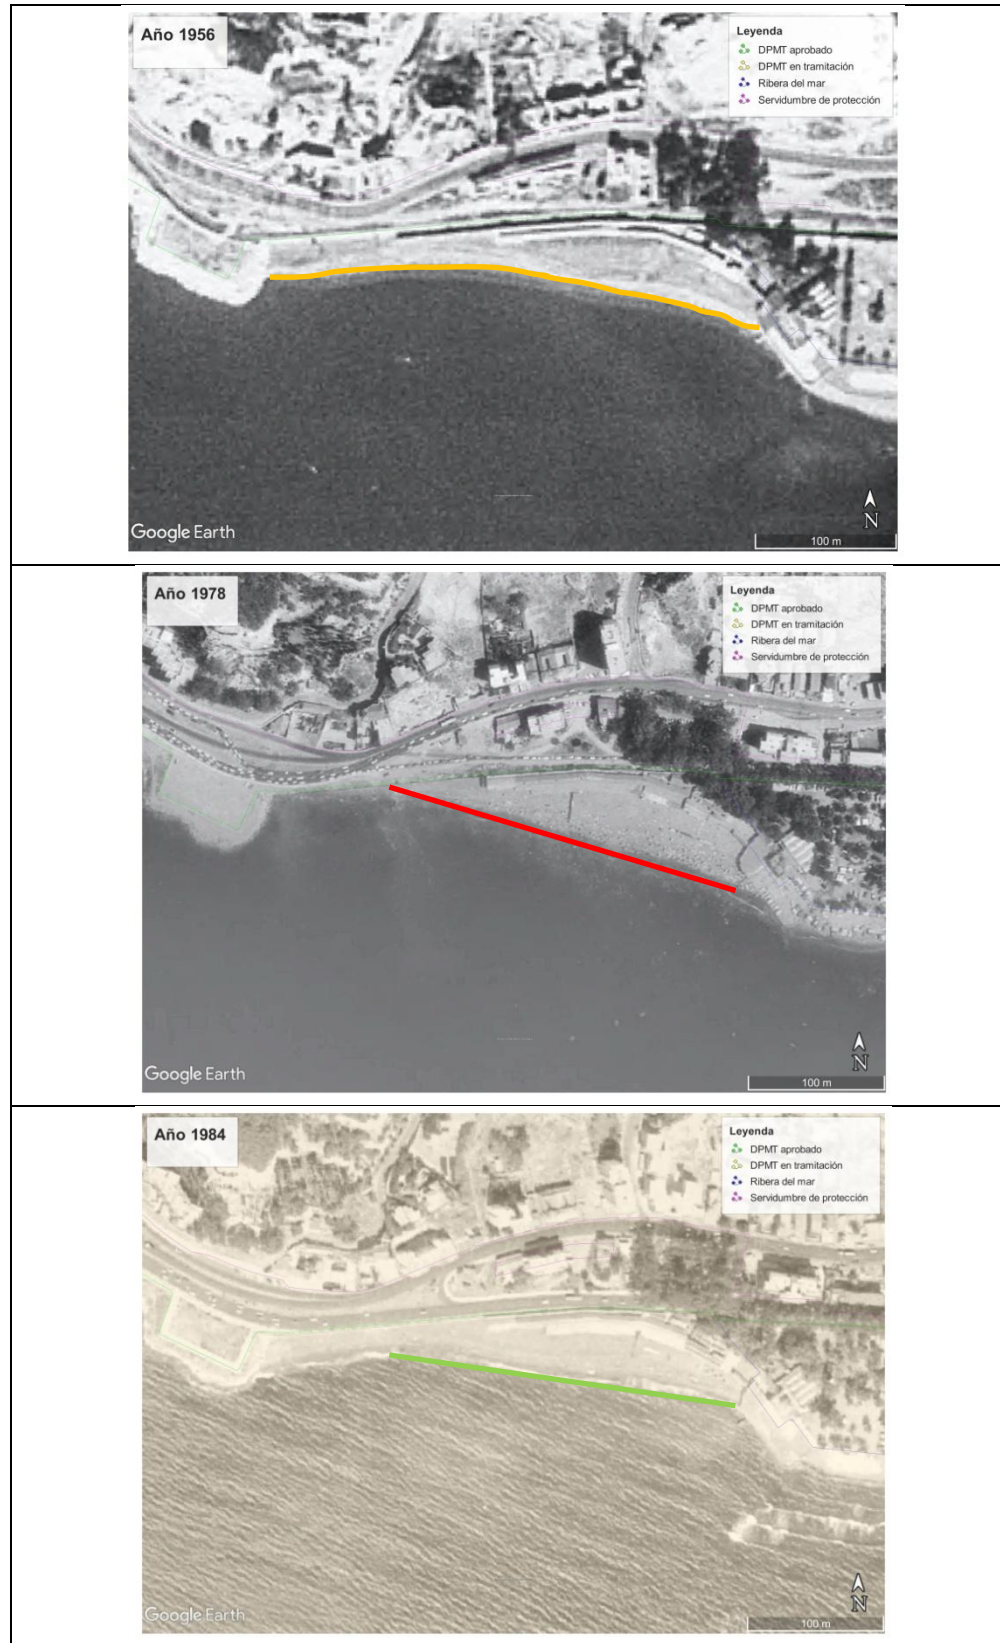 Año 1956
Leyenda
DPMT aprobado
DPMT en tramitación
Ribera del mar
Servidumbre de protección
N
Google Earth
100 m
Año 1978
Leyenda
DPMT aprobado
DPMT en tramitación
Ribera del mar
Servidumbre de protección
N
Google Earth
100 m
Año 1984
Leyenda
DPMT aprobado
DPMT en tramitación
Ribera del mar
Servidumbre de protección
N
Google Earth
100 m